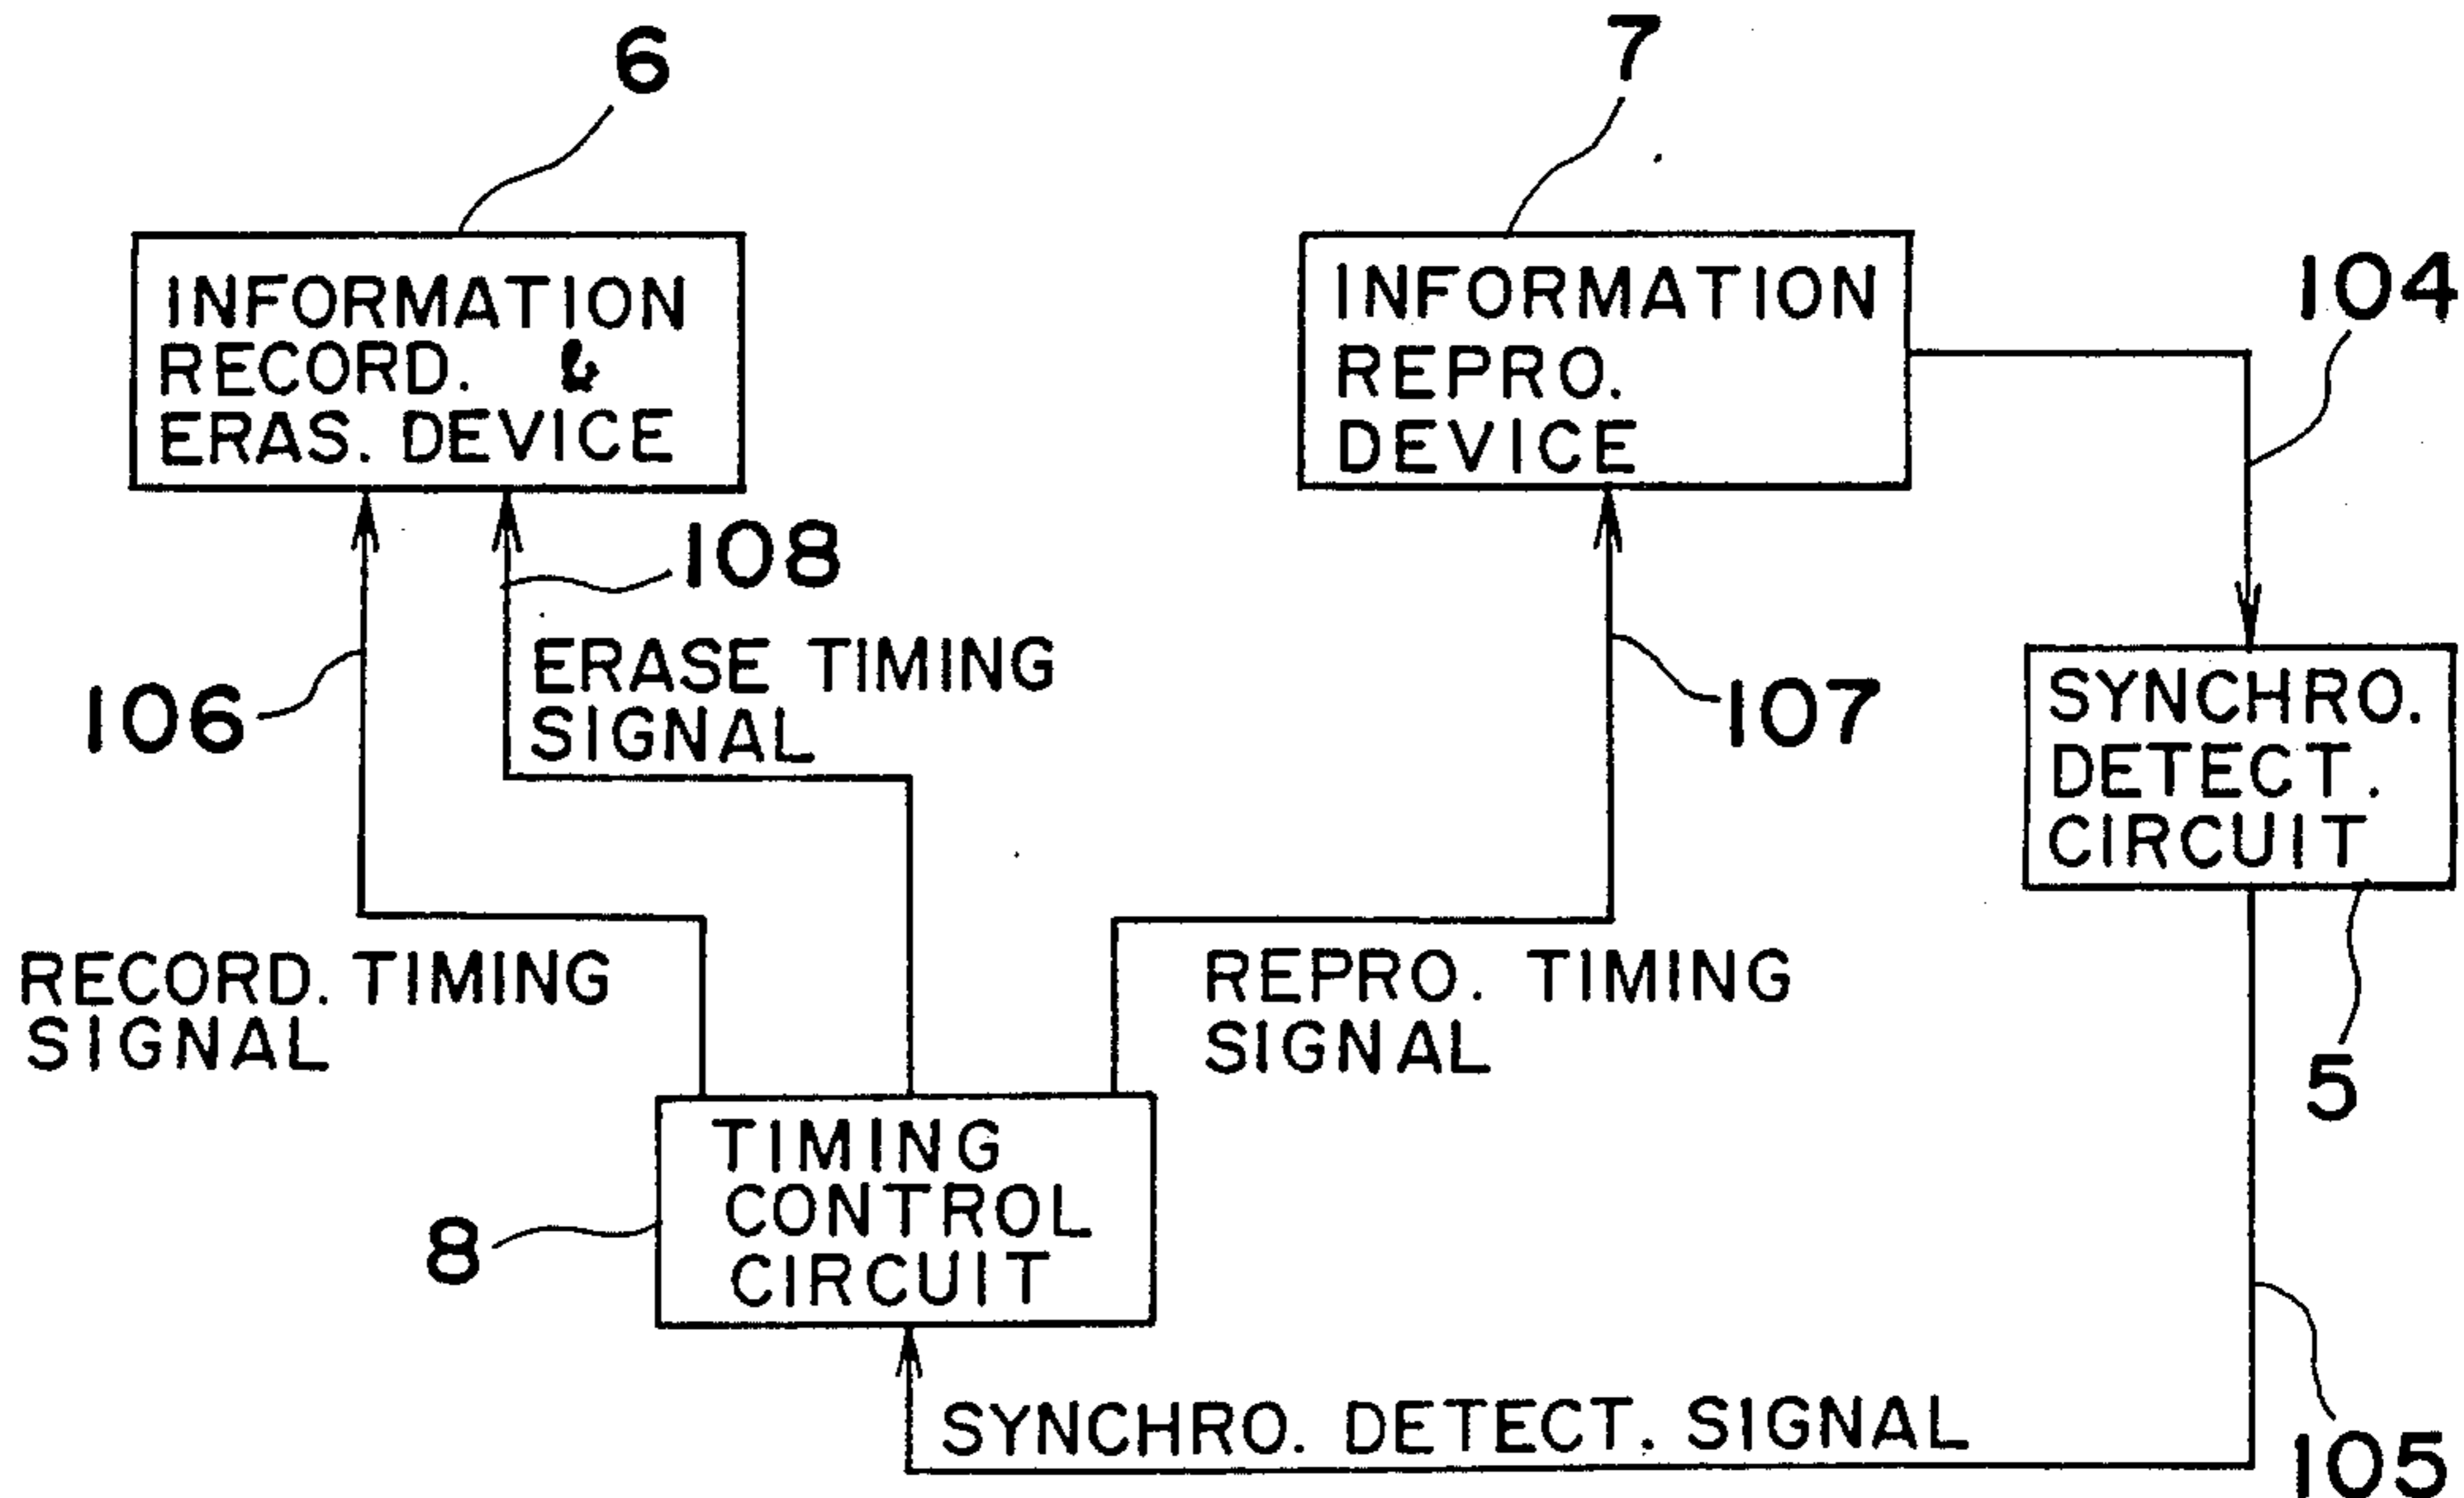 6
7
INFORMATION
RECORD. &
ERAS. DEVICE
INFORMATION
REPRO.
DEVICE
104
108
106
ERASE TIMING
SIGNAL
107
SYNCHRO.
DETECT.
CIRCUIT
RECORD. TIMING
SIGNAL
REPRO. TIMING
SIGNAL
5
TIMING
CONTROL
CIRCUIT
8
SYNCHRO. DETECT. SIGNAL
105